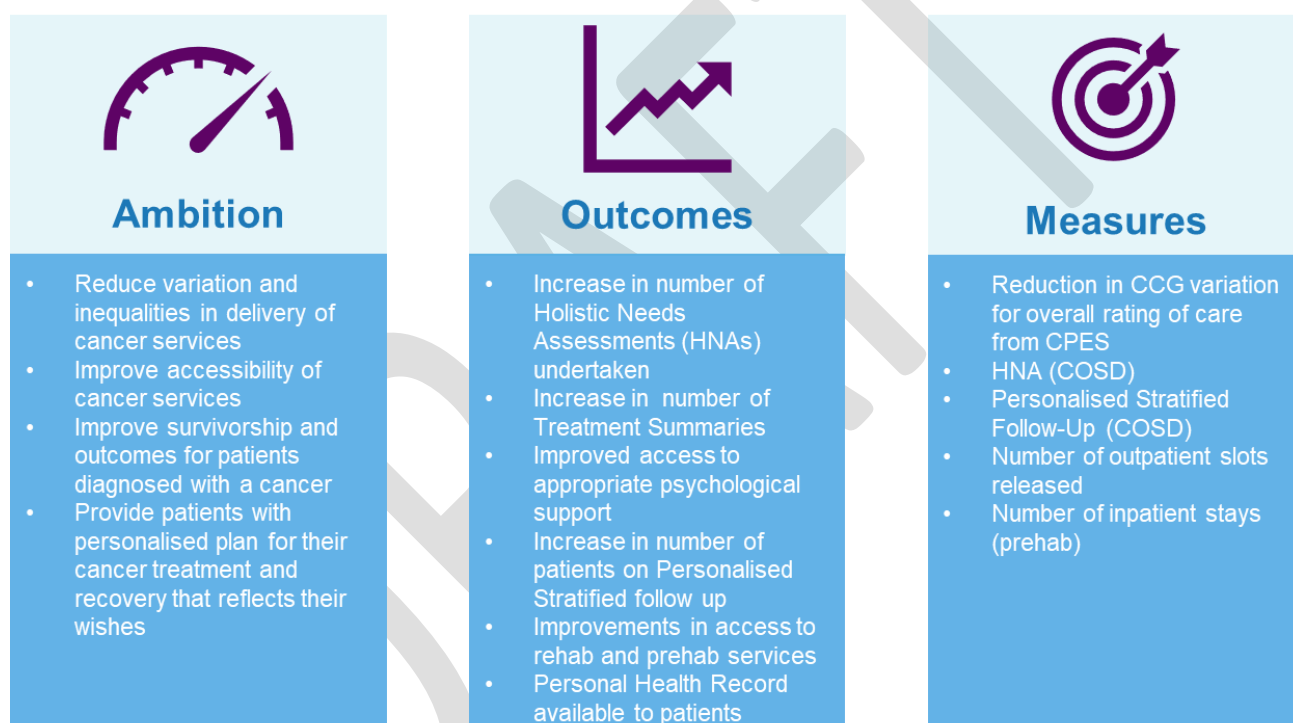 Ambition
• Reduce variation and
inequalities in delivery of
cancer services
• Improve accessibility of
cancer services
• Improve survivorship and
outcomes for patients
diagnosed with a cancer
• Provide patients with
personalised plan for their
cancer treatment and
recovery that reflects their
wishes
Outcomes
• Increase in number of
Holistic Needs
Assessments (HNAs)
undertaken
• Increase in number of
Treatment Summaries
• Improved access to
appropriate psychological
support
• Increase in number of
patients on Personalised
Stratified follow up
• Improvements in access to
rehab and prehab services
• Personal Health Record
available to patients
Measures
• Reduction in CCG variation
for overall rating of care
from CPES
• HNA (COSD)
• Personalised Stratified
Follow-Up (COSD)
• Number of outpatient slots
released
• Number of inpatient stays
(prehab)
DRAFT